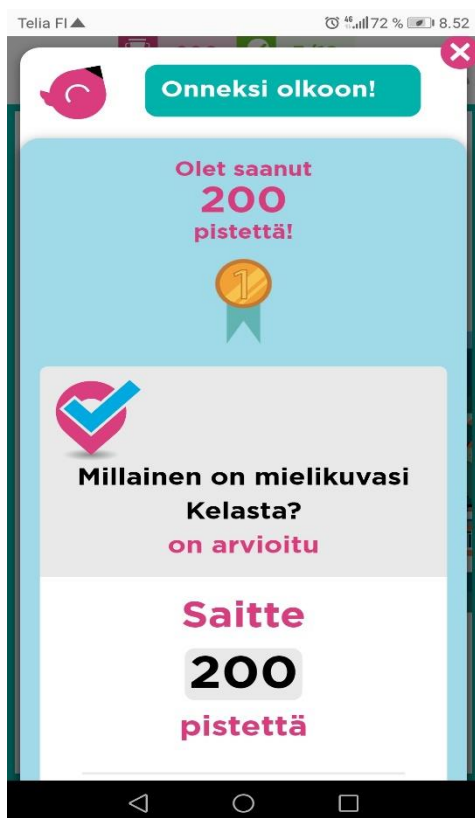 Telia FI 46 72 % 8.52
Onneksi olkoon!
Olet saanut
200
pistettä!
1
Millainen on mielikuvasi
Kelasta?
on arvioitu
Saitte
200
pistettä